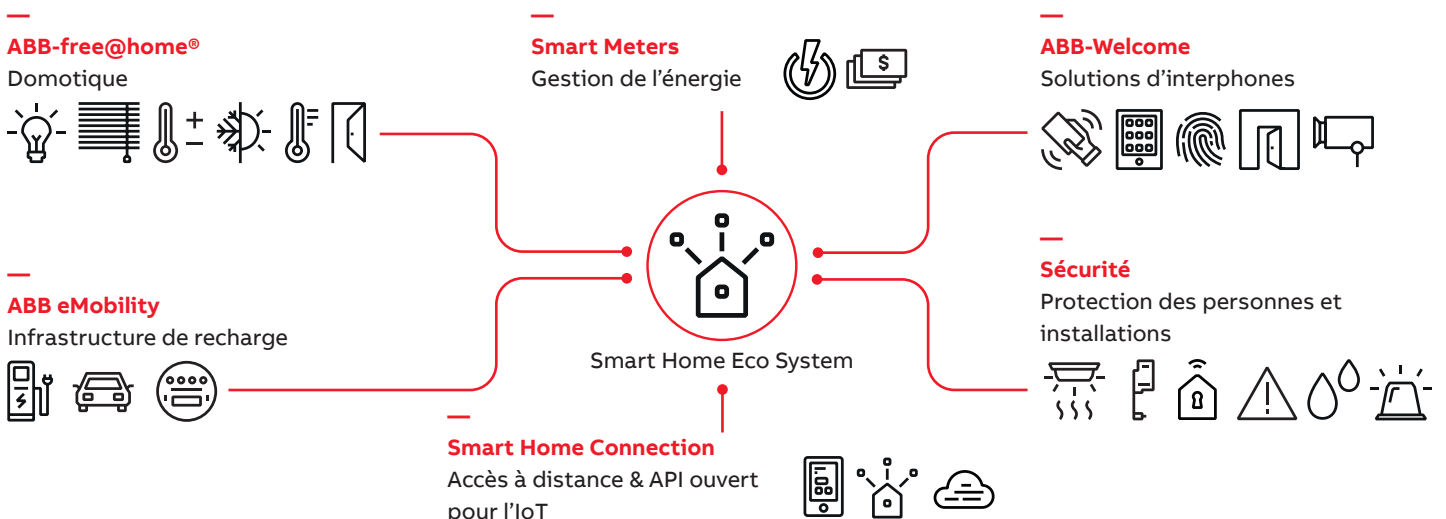 ABB-free@home®
Domotique
Smart Meters
Gestion de l'énergie
$
ABB-Welcome
Solutions d'interphones
ABB eMobility
Infrastructure de recharge
Smart Home Eco System
Sécurité
Protection des personnes et
installations
Smart Home Connection
Accès à distance & API ouvert
pour l'IoT